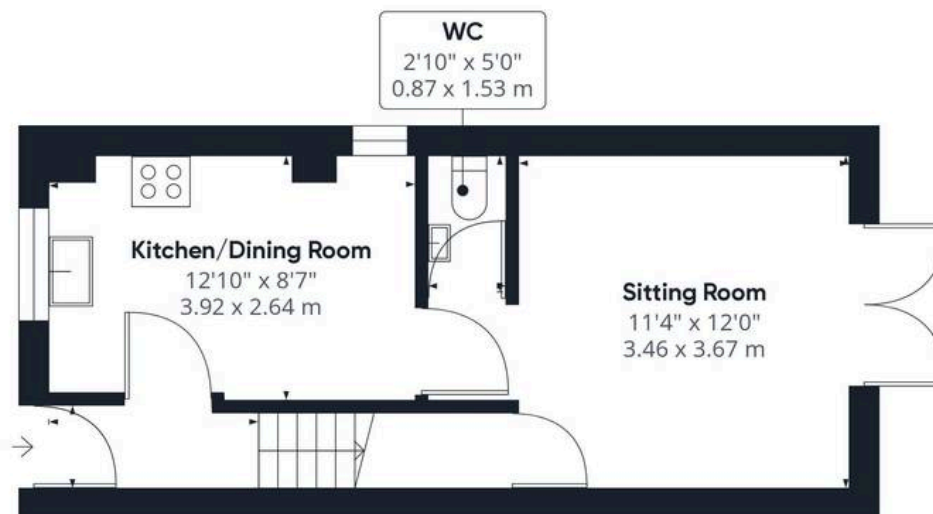 WC
2'10" x 5'0"
0.87 x 1.53 m
Kitchen/Dining Room
12'10" x 8'7"
3.92 x 2.64 m
Sitting Room
11'4" x 12'0"
3.46 x 3.67 m